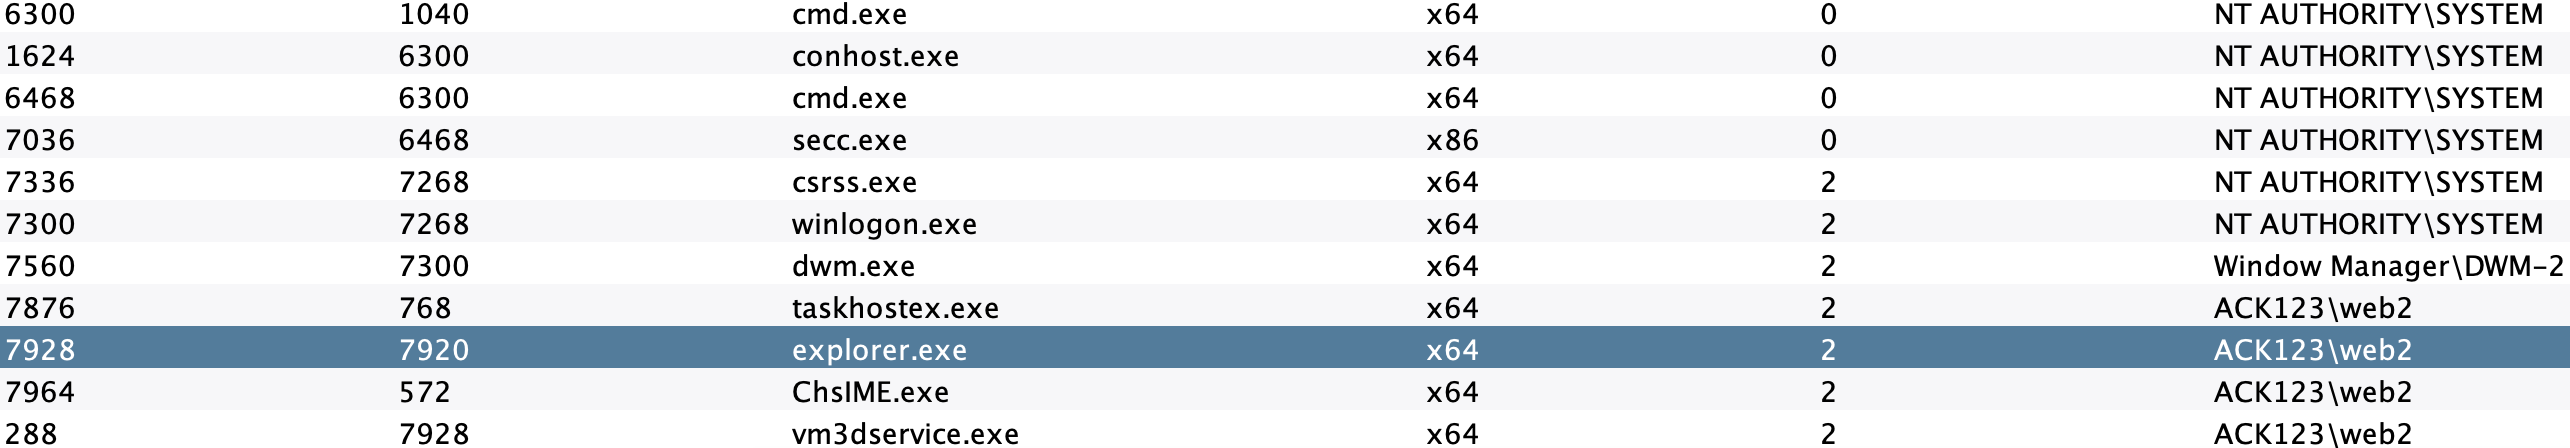 6300 1040 cmd.exe x64 0 NT AUTHORITY\SYSTEM
1624 6300 conhost.exe x64 0 NT AUTHORITY\SYSTEM
6468 6300 cmd.exe x64 0 NT AUTHORITY\SYSTEM
7036 6468 secc.exe x86 0 NT AUTHORITY\SYSTEM
7336 7268 csrss.exe x64 2 NT AUTHORITY\SYSTEM
7300 7268 winlogon.exe x64 2 NT AUTHORITY\SYSTEM
7560 7300 dwm.exe x64 2 Window Manager\DWM-2
7876 768 taskhostex.exe x64 2 ACK123\web2
7928 7920 explorer.exe x64 2 ACK123\web2
7964 572 ChsIME.exe x64 2 ACK123\web2
288 7928 vm3dservice.exe x64 2 ACK123\web2